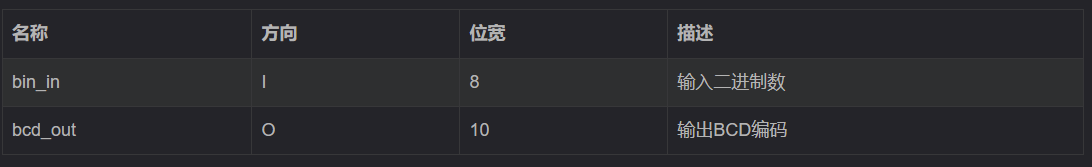 名称 方向 位宽 描述
bin_in I 8 输入二进制数
bcd_out O 10 输出BCD编码